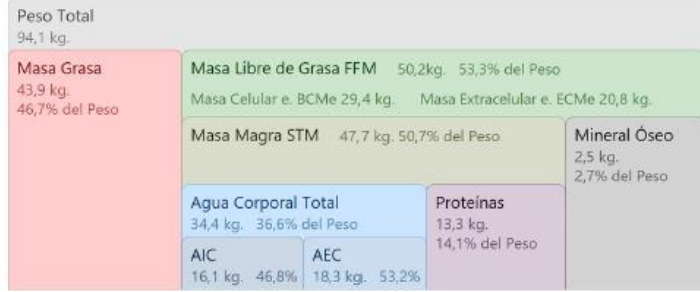 Peso Total
94,1 kg.
Masa Grasa
43,9 kg.
46,7% del Peso
Masa Libre de Grasa FFM 50,2kg. 53,3% del Peso
Masa Celular e. BCMe 29,4 kg. Masa Extracelular e. ECMe 20,8 kg.
Masa Magra STM 47,7 kg. 50,7% del Peso
Mineral Óseo
2,5 kg.
2,7% del Peso
Agua Corporal Total
34,4 kg. 36,6% del Peso
Proteínas
13,3 kg.
14,1% del Peso
AIC
16,1 kg. 46,8%
AEC
18,3 kg. 53,2%